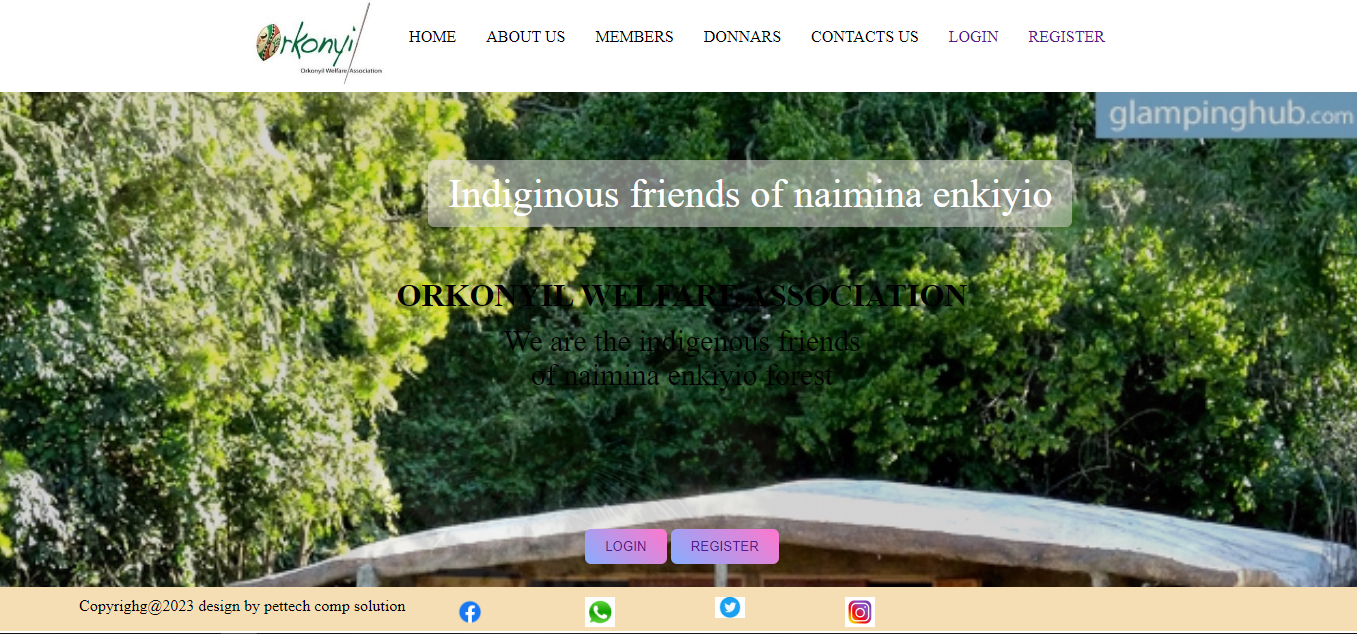 Orkonyil
Orkonyil Welfare Association
HOME ABOUT US MEMBERS DONNARS CONTACTS US LOGIN REGISTER
glampinghub.com
Indiginous friends of naimina enkiyio
ORKONYIL WELFARE ASSOCIATION
We are the indigenous friends
of naimina enkiyio forest
LOGIN REGISTER
Copyrighg@2023 design by pettech comp solution